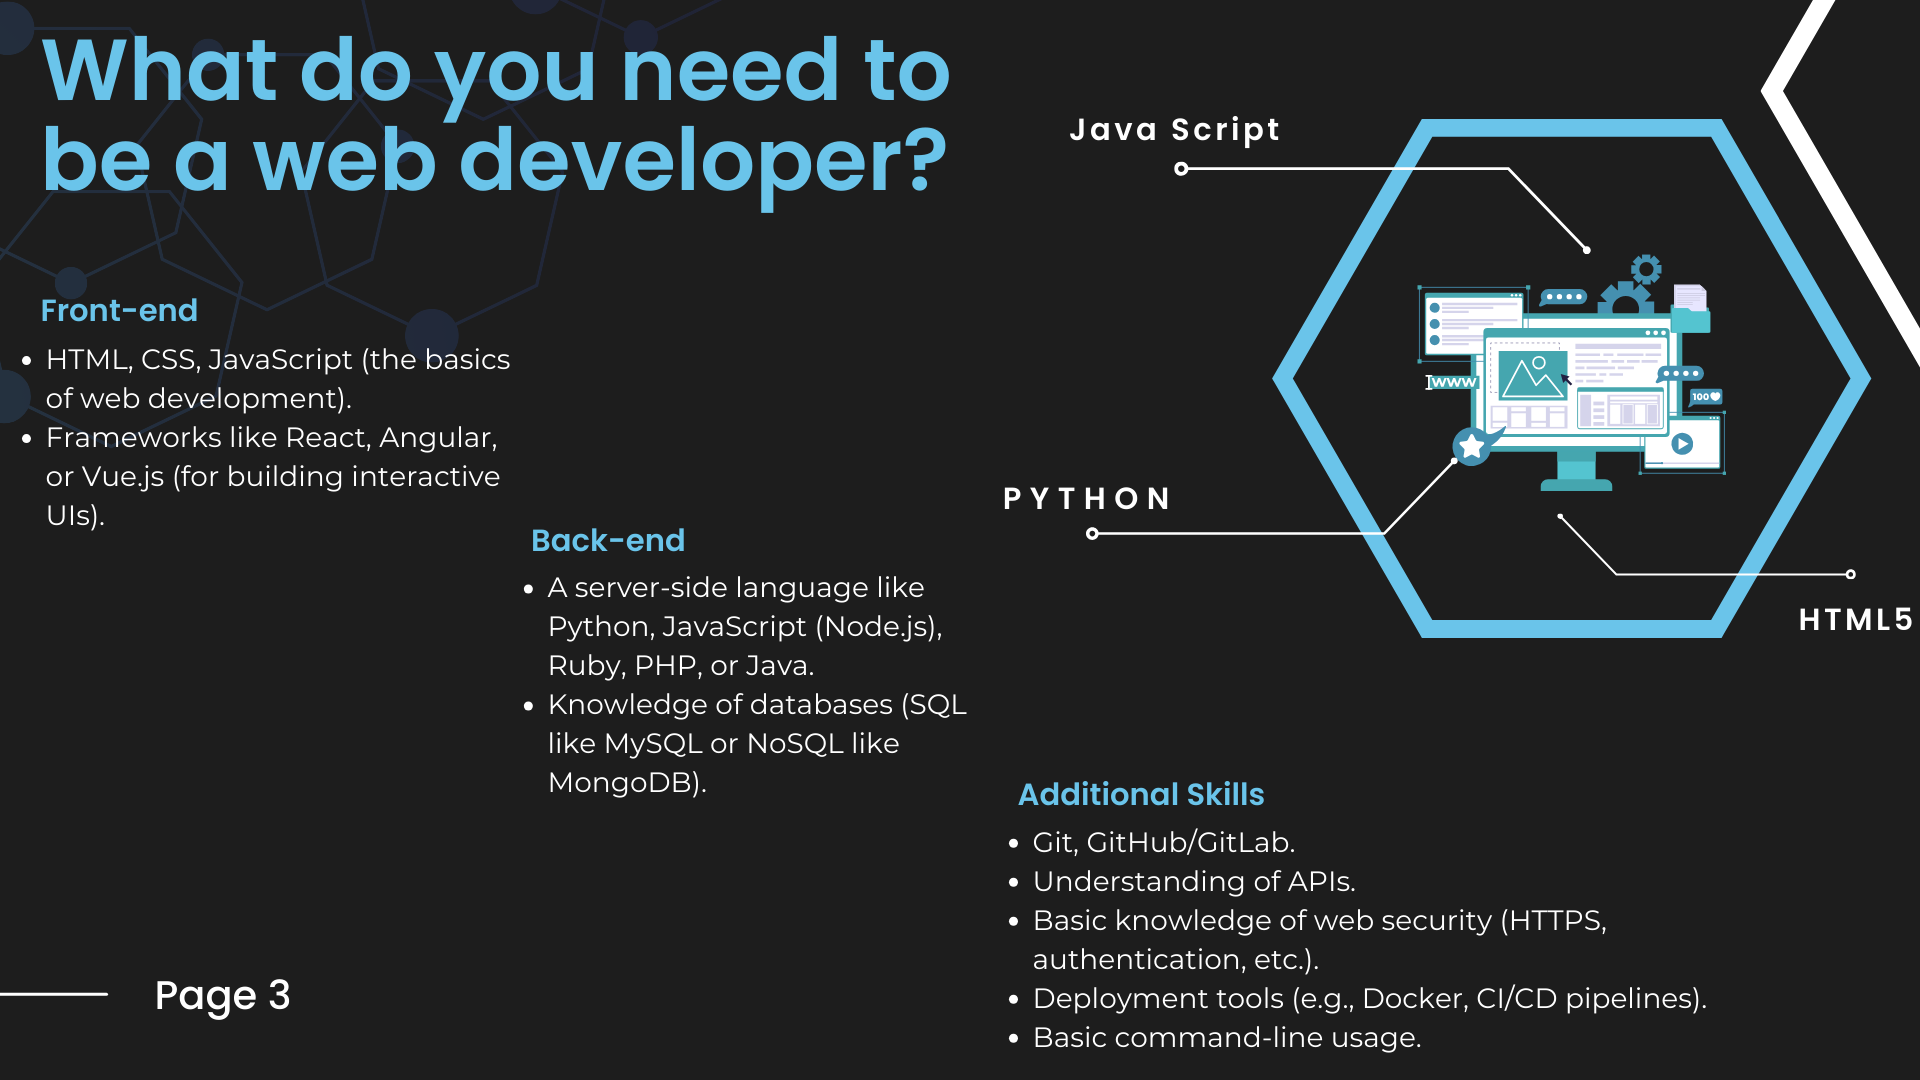 What do you need to
be a web developer?
Java Script
Front-end
• HTML, CSS, JavaScript (the basics
of web development).
• Frameworks like React, Angular,
or Vue.js (for building interactive
UIs).
WWW
100
PYTHON
HTML5
Back-end
• A server-side language like
Python, JavaScript (Node.js),
Ruby, PHP, or Java.
• Knowledge of databases (SQL
like MySQL or NoSQL like
MongoDB).
Additional Skills
• Git, GitHub/GitLab.
• Understanding of APIs.
• Basic knowledge of web security (HTTPS,
authentication, etc.).
• Deployment tools (e.g., Docker, CI/CD pipelines).
• Basic command-line usage.
Page 3